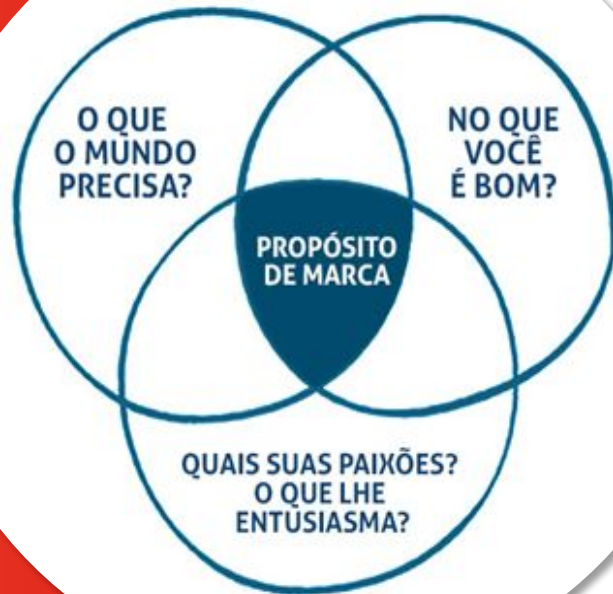 O QUE
O MUNDO
PRECISA?
NO QUE
VOCÊ
É BOM?
PROPÓSITO
DE MARCA
QUAIS SUAS PAIXÕES?
O QUE LHE
ENTUSIASMA?